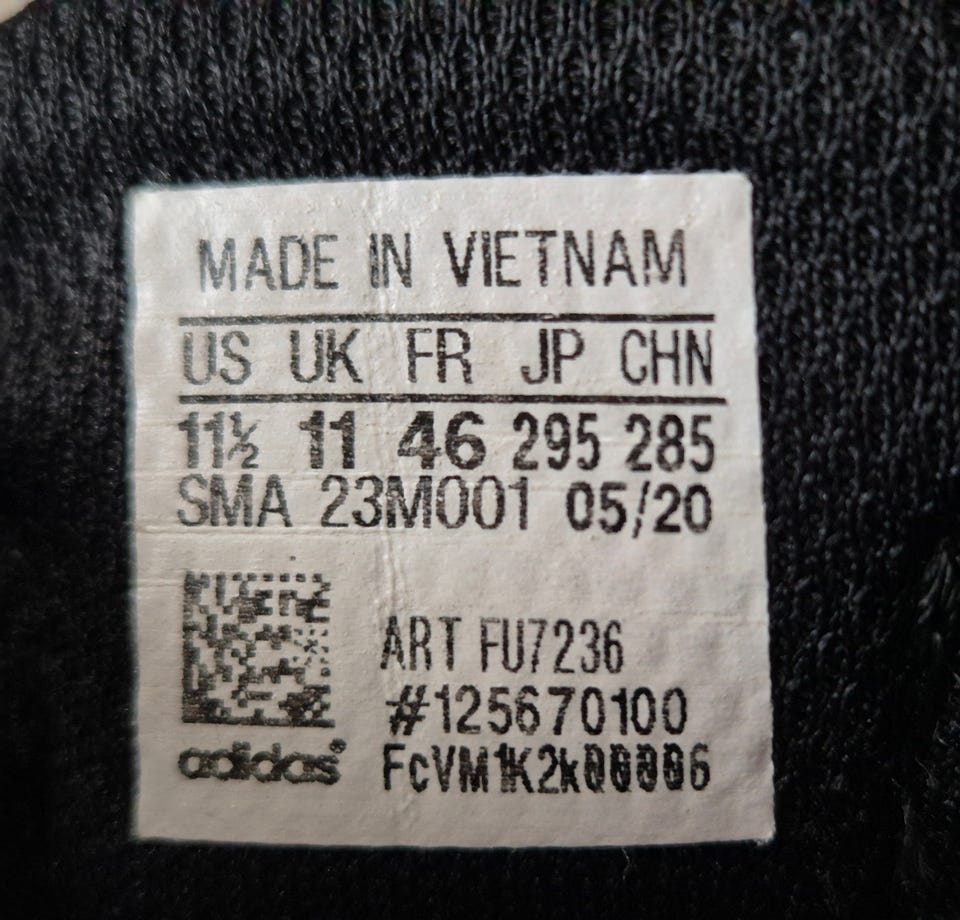 MADE IN VIETNAM
US UK FR JP CHN
11½ 11 46 295 285
SMA 23M001 05/20
ART FU7236
#125670100
adidas®
FcVM1K2k00006